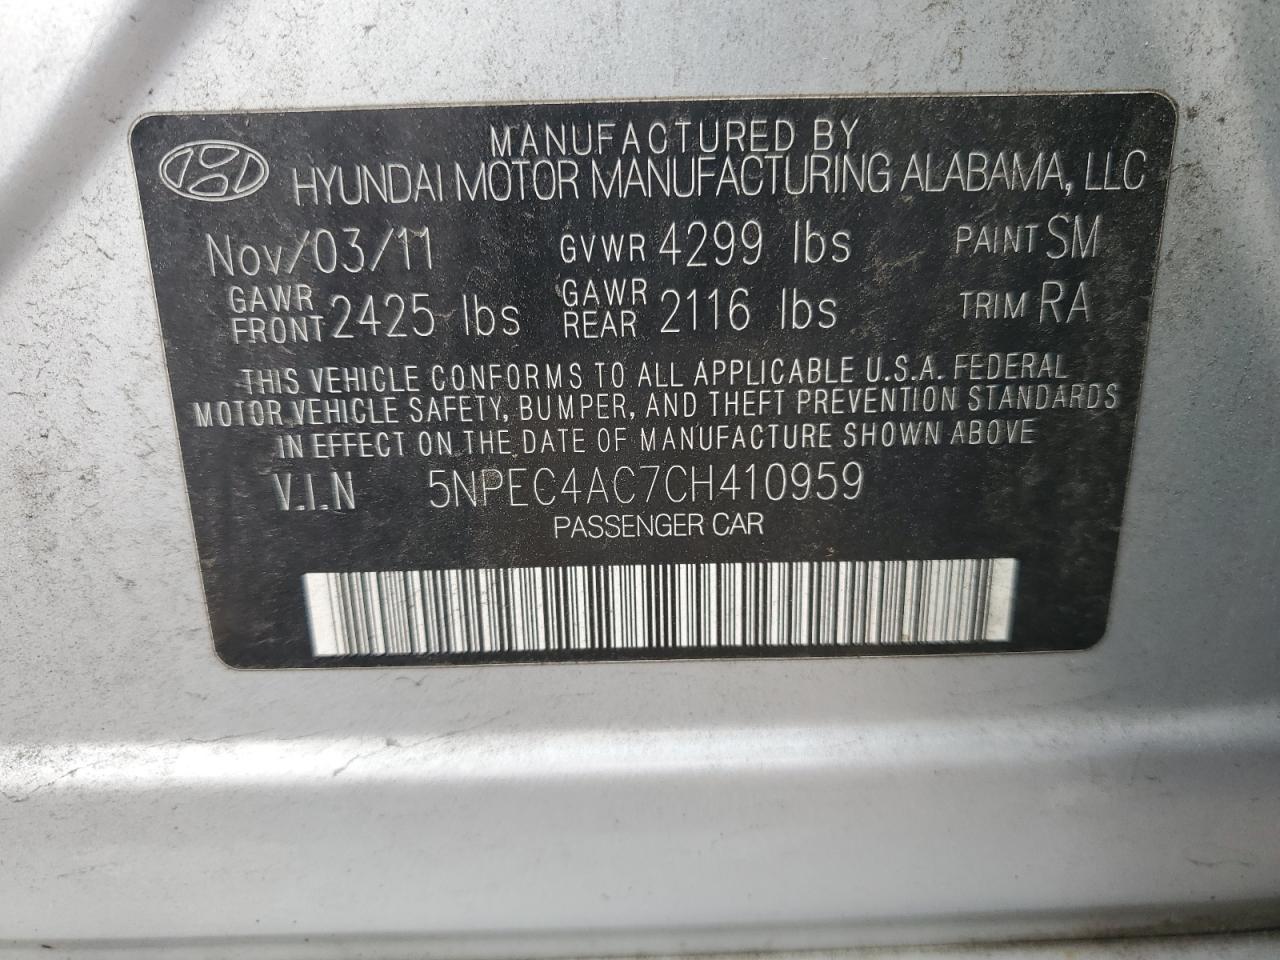 MANUFACTURED BY
HYUNDAI MOTOR MANUFACTURING ALABAMA, LLC
Nov/03/11 GVWR 4299 lbs PAINT SM
GAWR FRONT 2425 lbs GAWR REAR 2116 lbs TRIM RA
THIS VEHICLE CONFORMS TO ALL APPLICABLE U.S.A. FEDERAL
MOTOR VEHICLE SAFETY, BUMPER, AND THEFT PREVENTION STANDARDS
IN EFFECT ON THE DATE OF MANUFACTURE SHOWN ABOVE
V.I.N 5NPEC4AC7CH410959
PASSENGER CAR